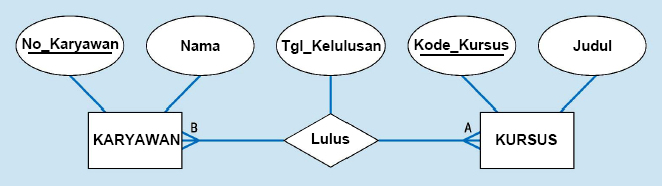 No_Karyawan
Nama
Tgl_Kelulusan
Kode_Kursus
Judul
KARYAWAN
B
Lulus
A
KURSUS